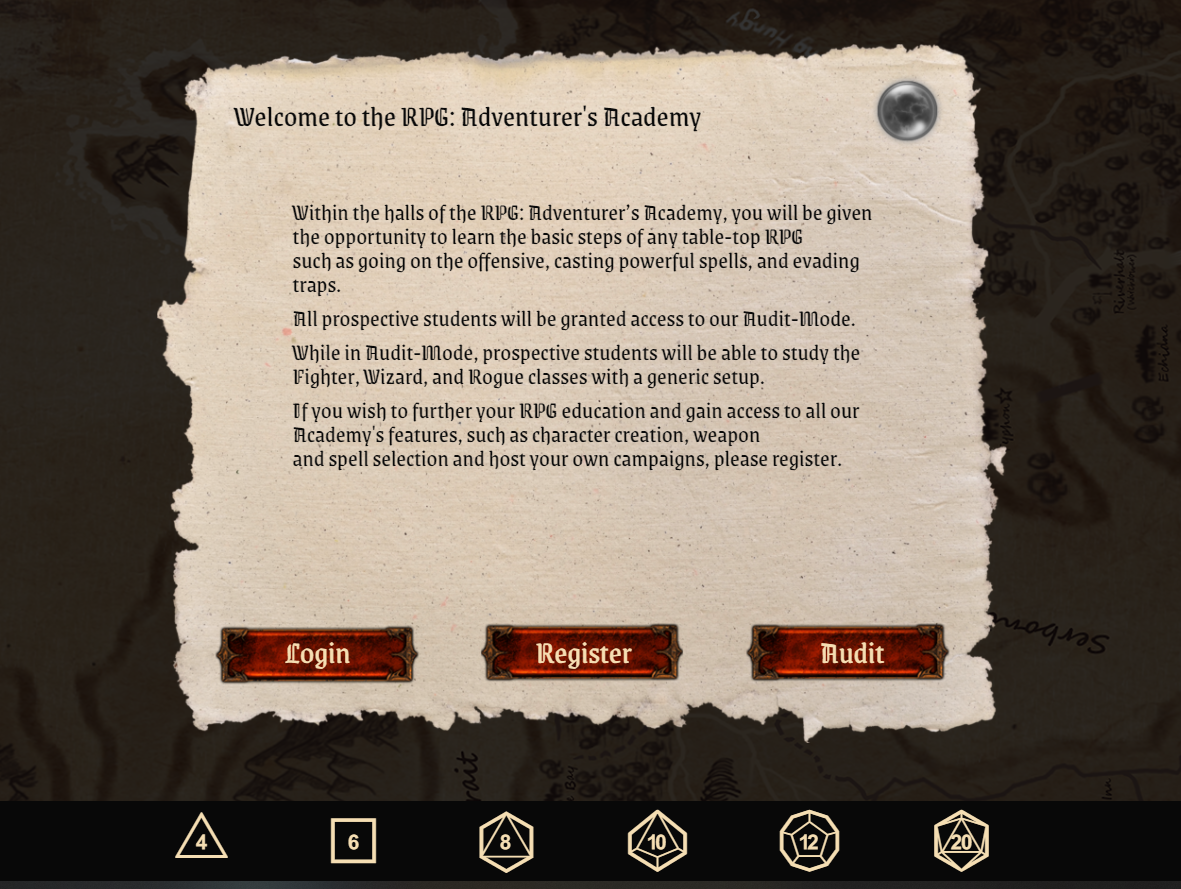 Hungry
Welcome to the RPG: Adventurer's Academy
Within the halls of the RPG: Adventurer’s Academy, you will be given
the opportunity to learn the basic steps of any table-top RPG
such as going on the offensive, casting powerful spells, and evading
traps.
All prospective students will be granted access to our Audit-Mode.
While in Audit-Mode, prospective students will be able to study the
Fighter, Wizard, and Rogue classes with a generic setup.
If you wish to further your RPG education and gain access to all our
Academy's features, such as character creation, weapon
and spell selection and host your own campaigns, please register.
Echidna
Login
Register
Audit
Bay
Inn
4
6
8
10
12
20